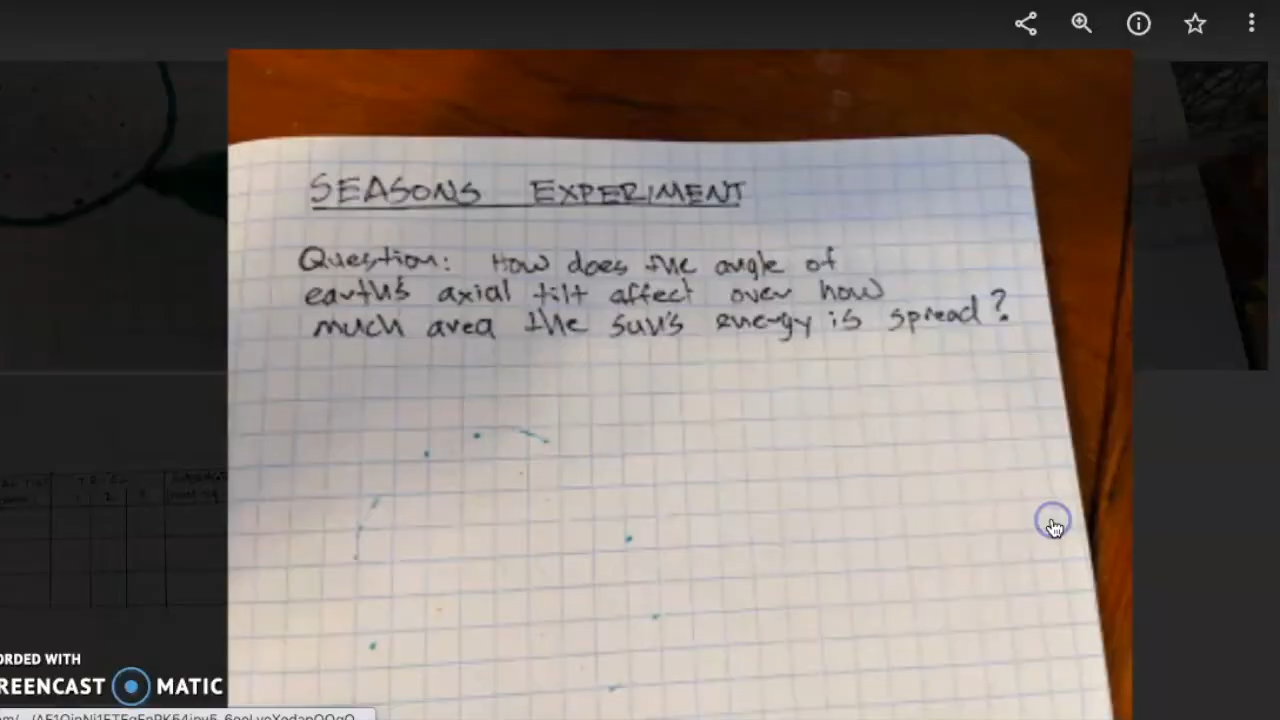 SEASONS EXPERIMENT
Question: How does the angle of
earth's axial tilt affect over how
much area the sun's energy is spread?
ORDED WITH
REENCAST MATIC